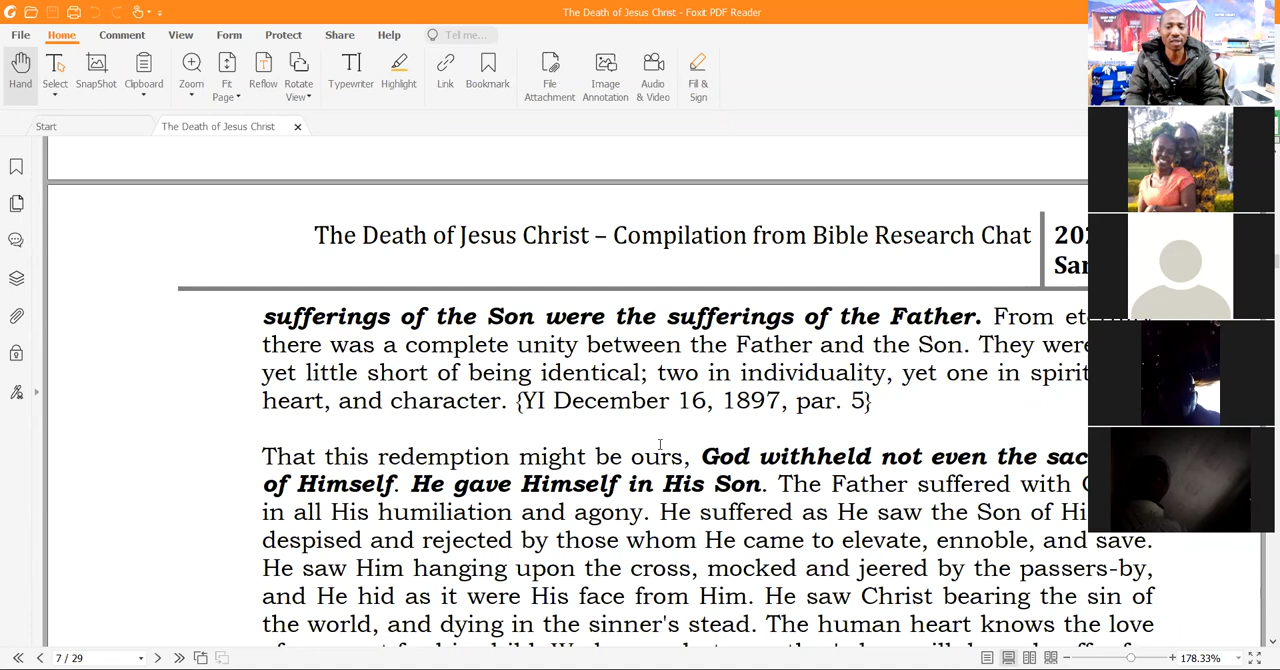 The Death of Jesus Christ - Foxit PDF Reader
File Home Comment View Form Protect Share Help Tell me...
Hand Select SnapShot Clipboard Zoom Fit Page Reflow Rotate View Typewriter Highlight Link Bookmark File Attachment Image Annotation Audio & Video Fill & Sign
Start The Death of Jesus Christ
The Death of Jesus Christ – Compilation from Bible Research Chat
sufferings of the Son were the sufferings of the Father. From
there was a complete unity between the Father and the Son. They were
yet little short of being identical; two in individuality, yet one in spirit
heart, and character. {YI December 16, 1897, par. 5}
That this redemption might be ours, God withheld not even the
of Himself. He gave Himself in His Son. The Father suffered with
in all His humiliation and agony. He suffered as He saw the Son of
despised and rejected by those whom He came to elevate, ennoble, and save.
He saw Him hanging upon the cross, mocked and jeered by the passers-by,
and He hid as it were His face from Him. He saw Christ bearing the sin of
the world, and dying in the sinner's stead. The human heart knows the love
7 / 29 178.33%